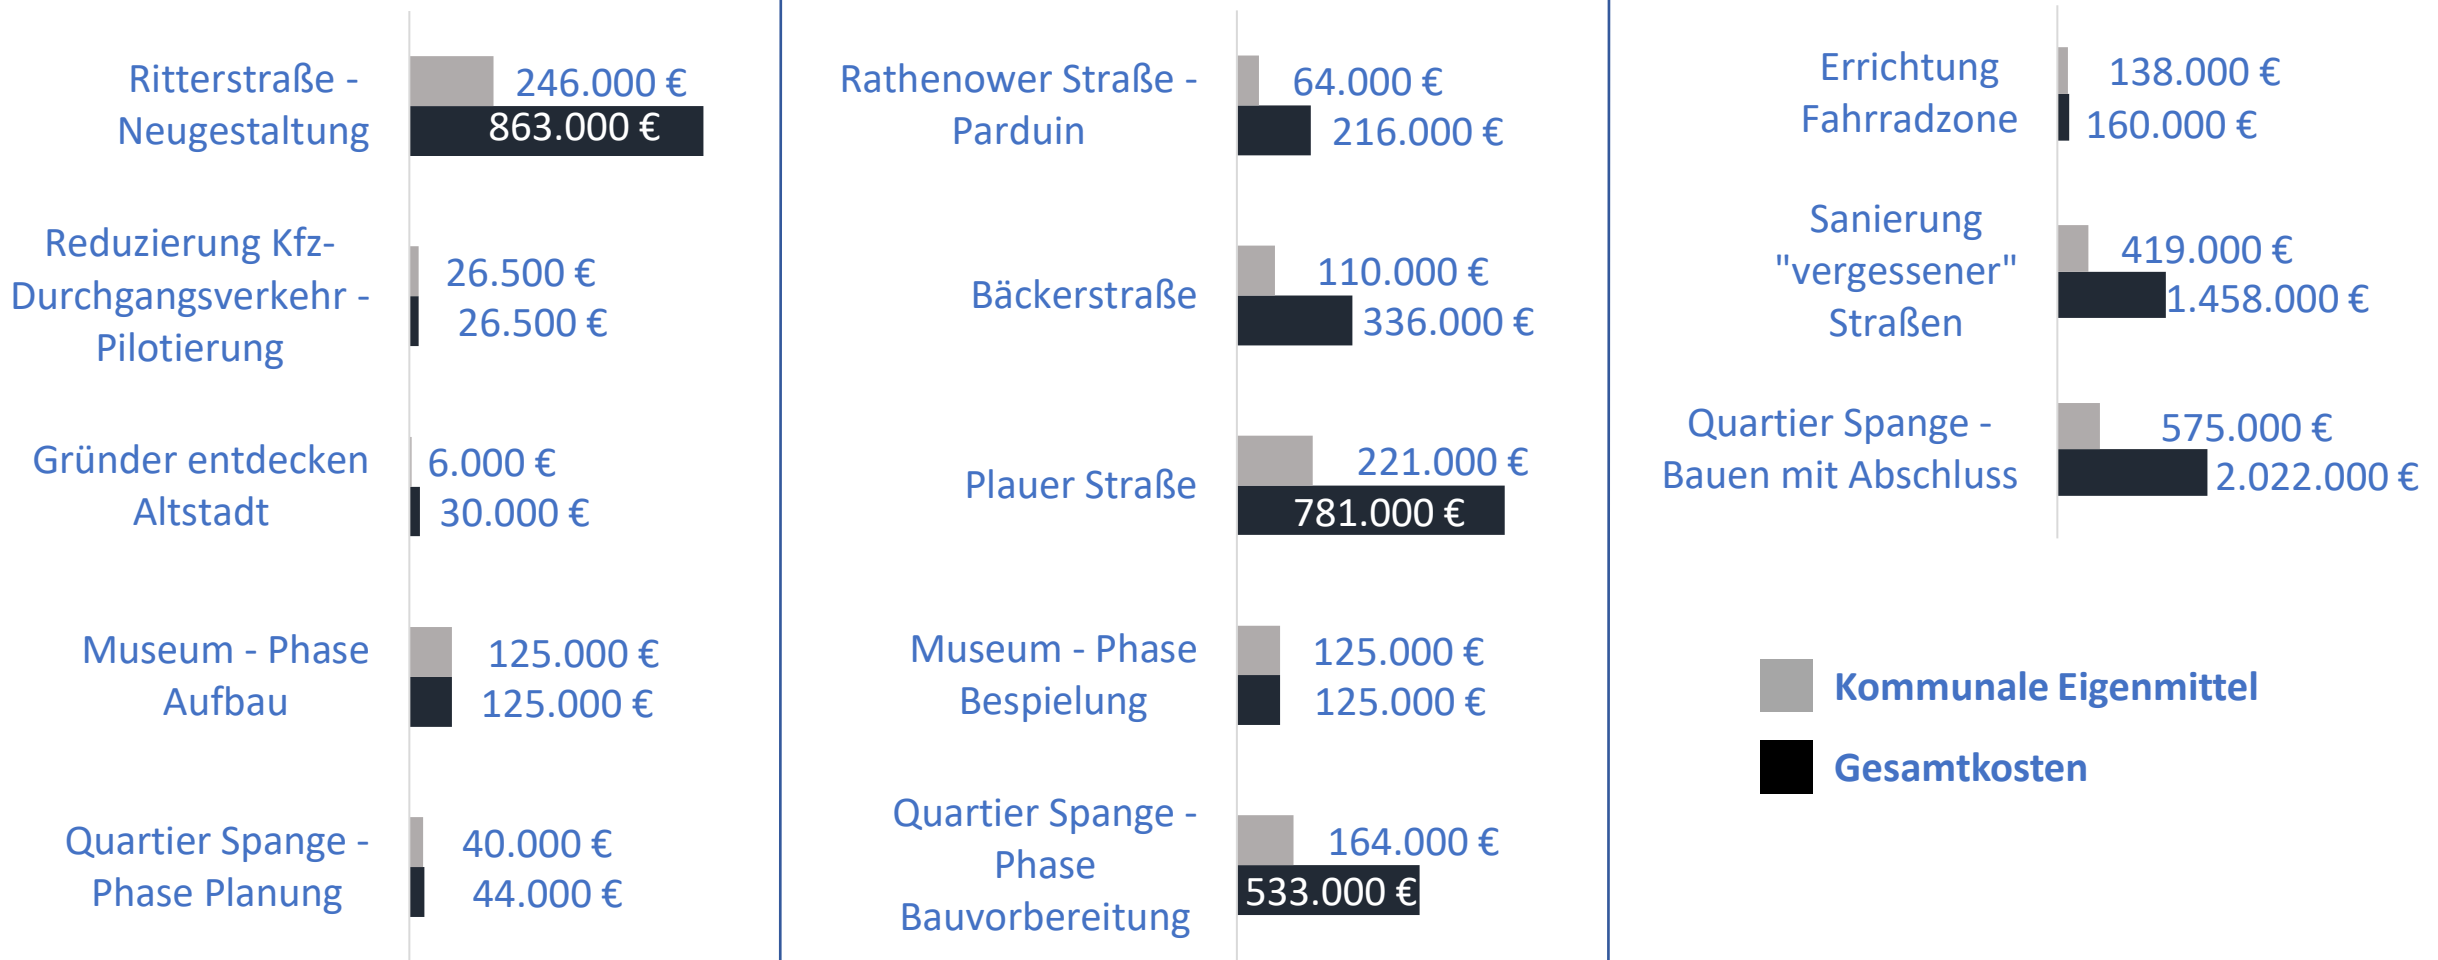 Ritterstraße -
Neugestaltung
246.000 €
863.000 €
Reduzierung Kfz-
Durchgangsverkehr -
Pilotierung
26.500 €
26.500 €
Gründer entdecken
Altstadt
6.000 €
30.000 €
Museum - Phase
Aufbau
125.000 €
125.000 €
Quartier Spange -
Phase Planung
40.000 €
44.000 €
Rathenower Straße -
Parduin
64.000 €
216.000 €
Bäckerstraße
110.000 €
336.000 €
Plauer Straße
221.000 €
781.000 €
Museum - Phase
Bespielung
125.000 €
125.000 €
Quartier Spange -
Phase
Bauvorbereitung
164.000 €
533.000 €
Errichtung
Fahrradzone
138.000 €
160.000 €
Sanierung
"vergessener"
Straßen
419.000 €
1.458.000 €
Quartier Spange -
Bauen mit Abschluss
575.000 €
2.022.000 €
Kommunale Eigenmittel
Gesamtkosten